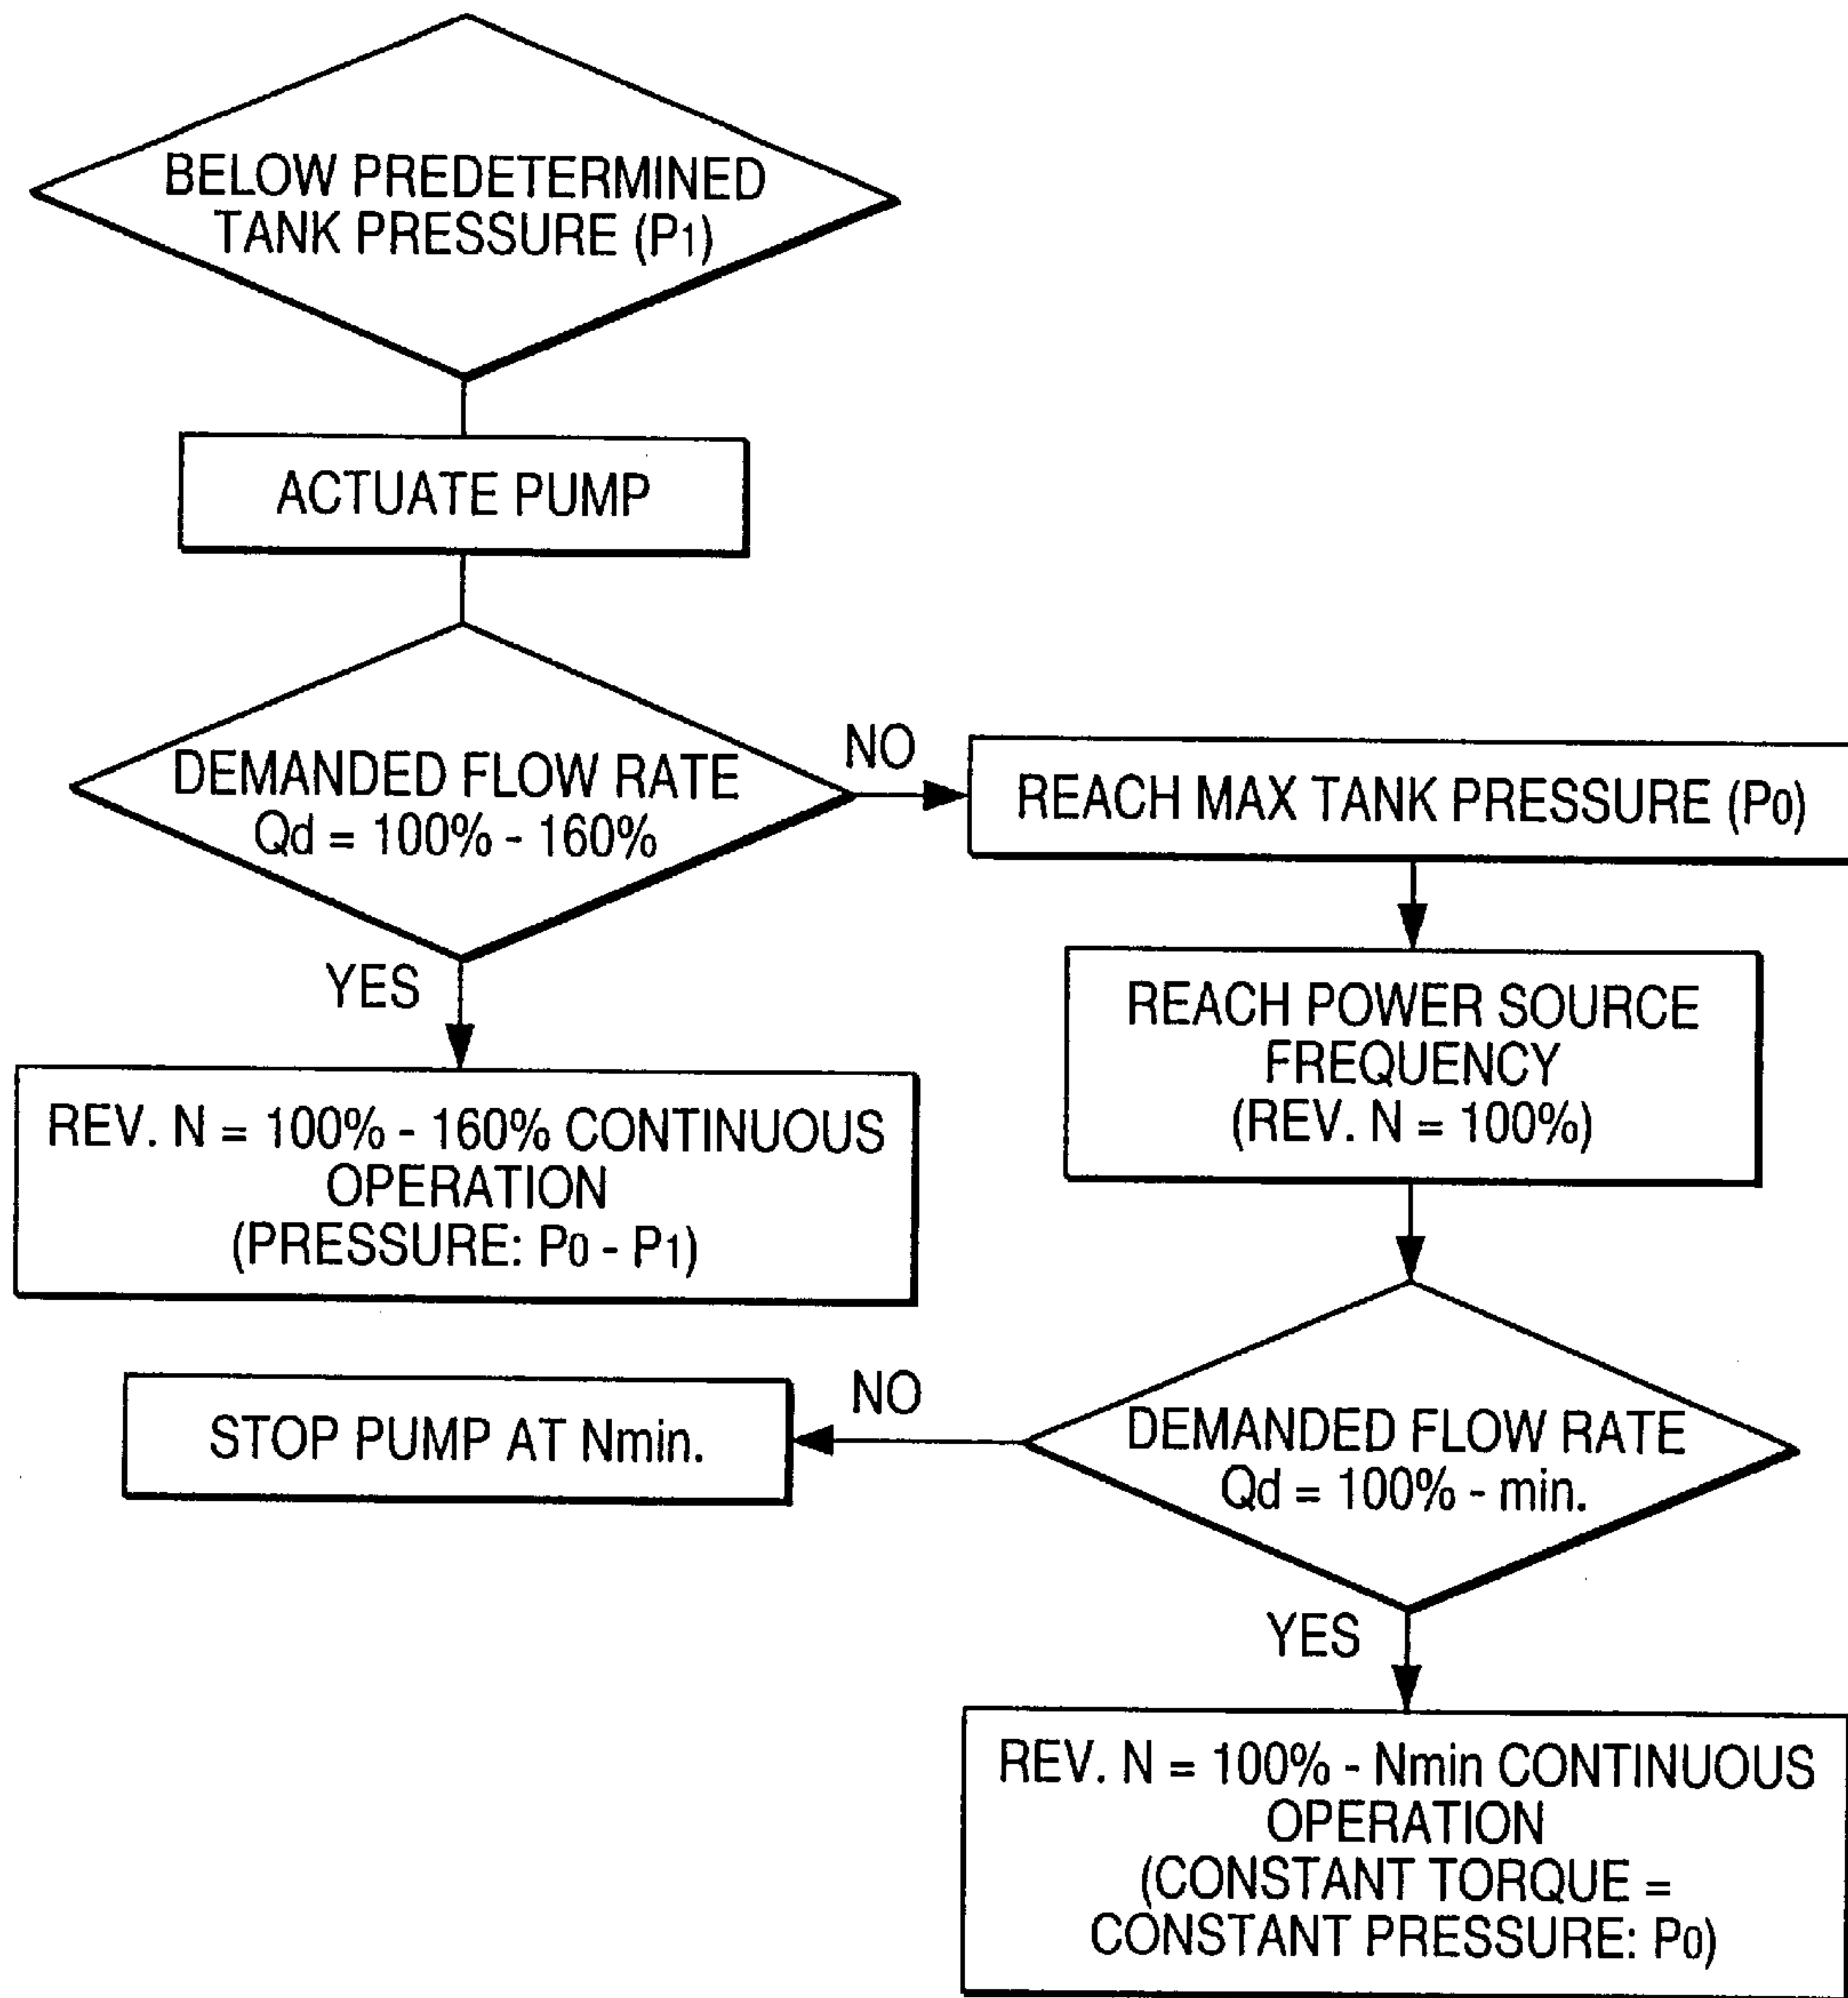 BELOW PREDETERMINED
TANK PRESSURE (P1)
ACTUATE PUMP
DEMANDED FLOW RATE
Qd = 100% - 160%
NO
REACH MAX TANK PRESSURE (P0)
YES
REACH POWER SOURCE
FREQUENCY
(REV. N = 100%)
REV. N = 100% - 160% CONTINUOUS
OPERATION
(PRESSURE: P0 - P1)
NO
STOP PUMP AT Nmin.
DEMANDED FLOW RATE
Qd = 100% - min.
YES
REV. N = 100% - Nmin CONTINUOUS
OPERATION
(CONSTANT TORQUE =
CONSTANT PRESSURE: P0)